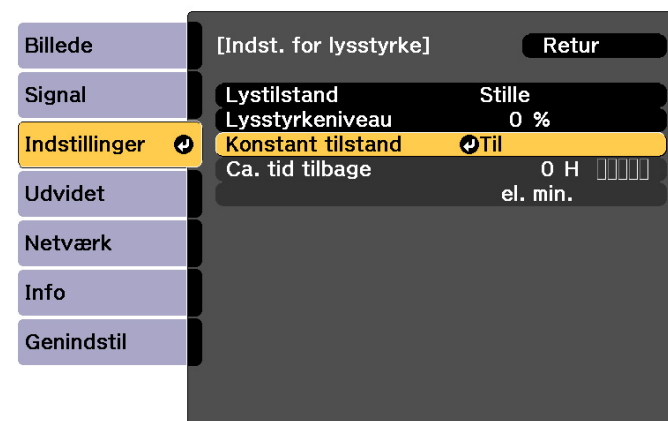 Billede
Signal
Indstillinger
Udvidet
Netværk
Info
Genindstil
[Indst. for lysstyrke] Retur
Lystilstand Stille
Lysstyrkeniveau 0 %
Konstant tilstand Til
Ca. tid tilbage 0 H
el. min.